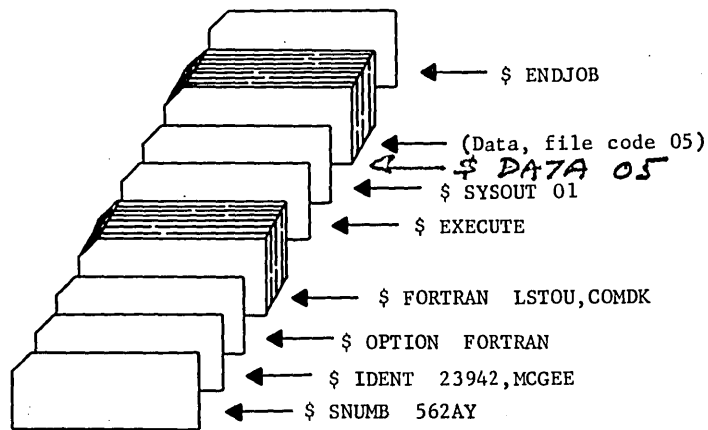 $ ENDJOB
(Data, file code 05)
$ DATA 05
$ SYSOUT 01
$ EXECUTE
$ FORTRAN LSTOU,COMDK
$ OPTION FORTRAN
$ IDENT 23942,MCGEE
$ SNUMB 562AY